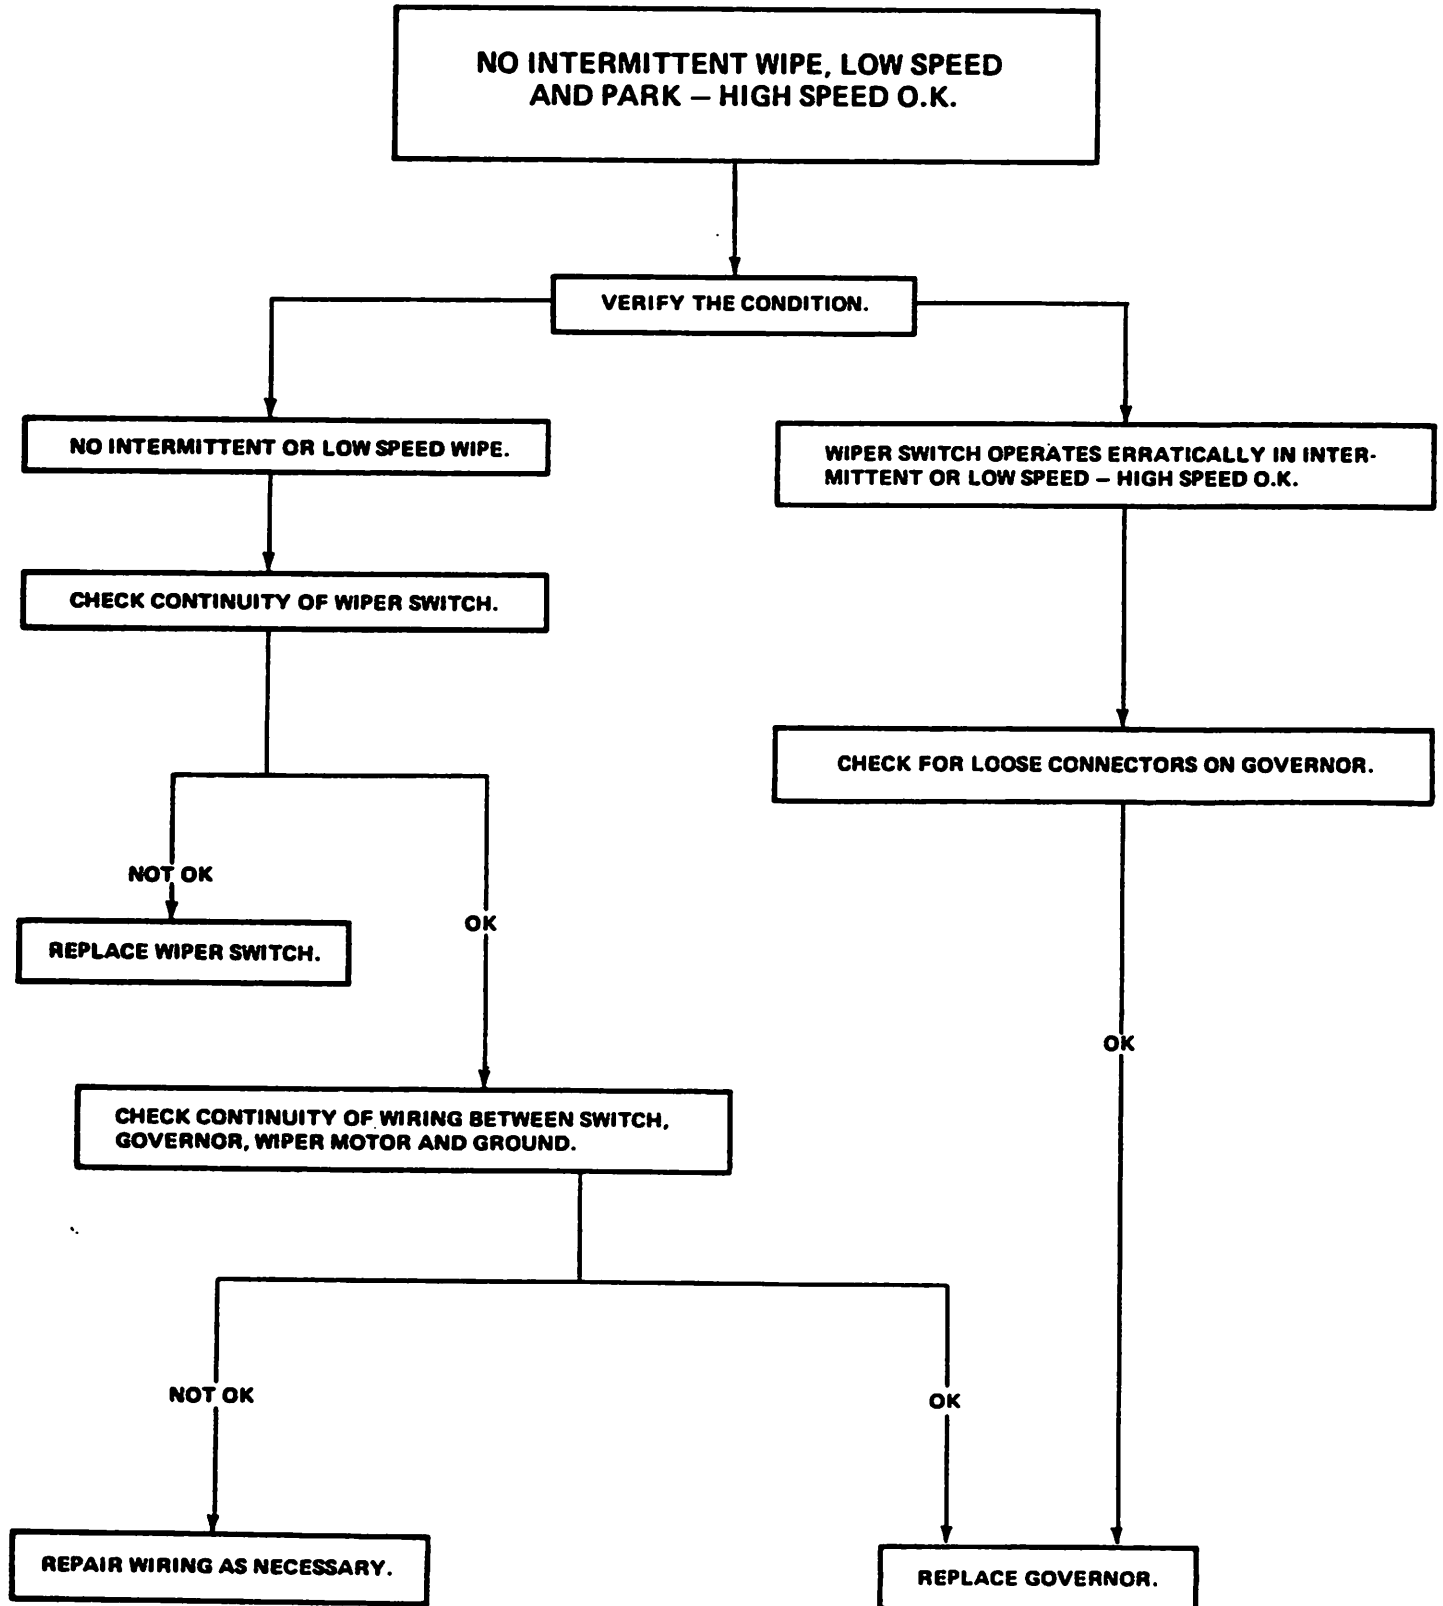 NO INTERMITTENT WIPE, LOW SPEED
AND PARK — HIGH SPEED O.K.
VERIFY THE CONDITION.
NO INTERMITTENT OR LOW SPEED WIPE.
WIPER SWITCH OPERATES ERRATICALLY IN INTER-
MITTENT OR LOW SPEED — HIGH SPEED O.K.
CHECK CONTINUITY OF WIPER SWITCH.
CHECK FOR LOOSE CONNECTORS ON GOVERNOR.
NOT OK
OK
REPLACE WIPER SWITCH.
OK
CHECK CONTINUITY OF WIRING BETWEEN SWITCH,
GOVERNOR, WIPER MOTOR AND GROUND.
NOT OK
OK
REPAIR WIRING AS NECESSARY.
REPLACE GOVERNOR.